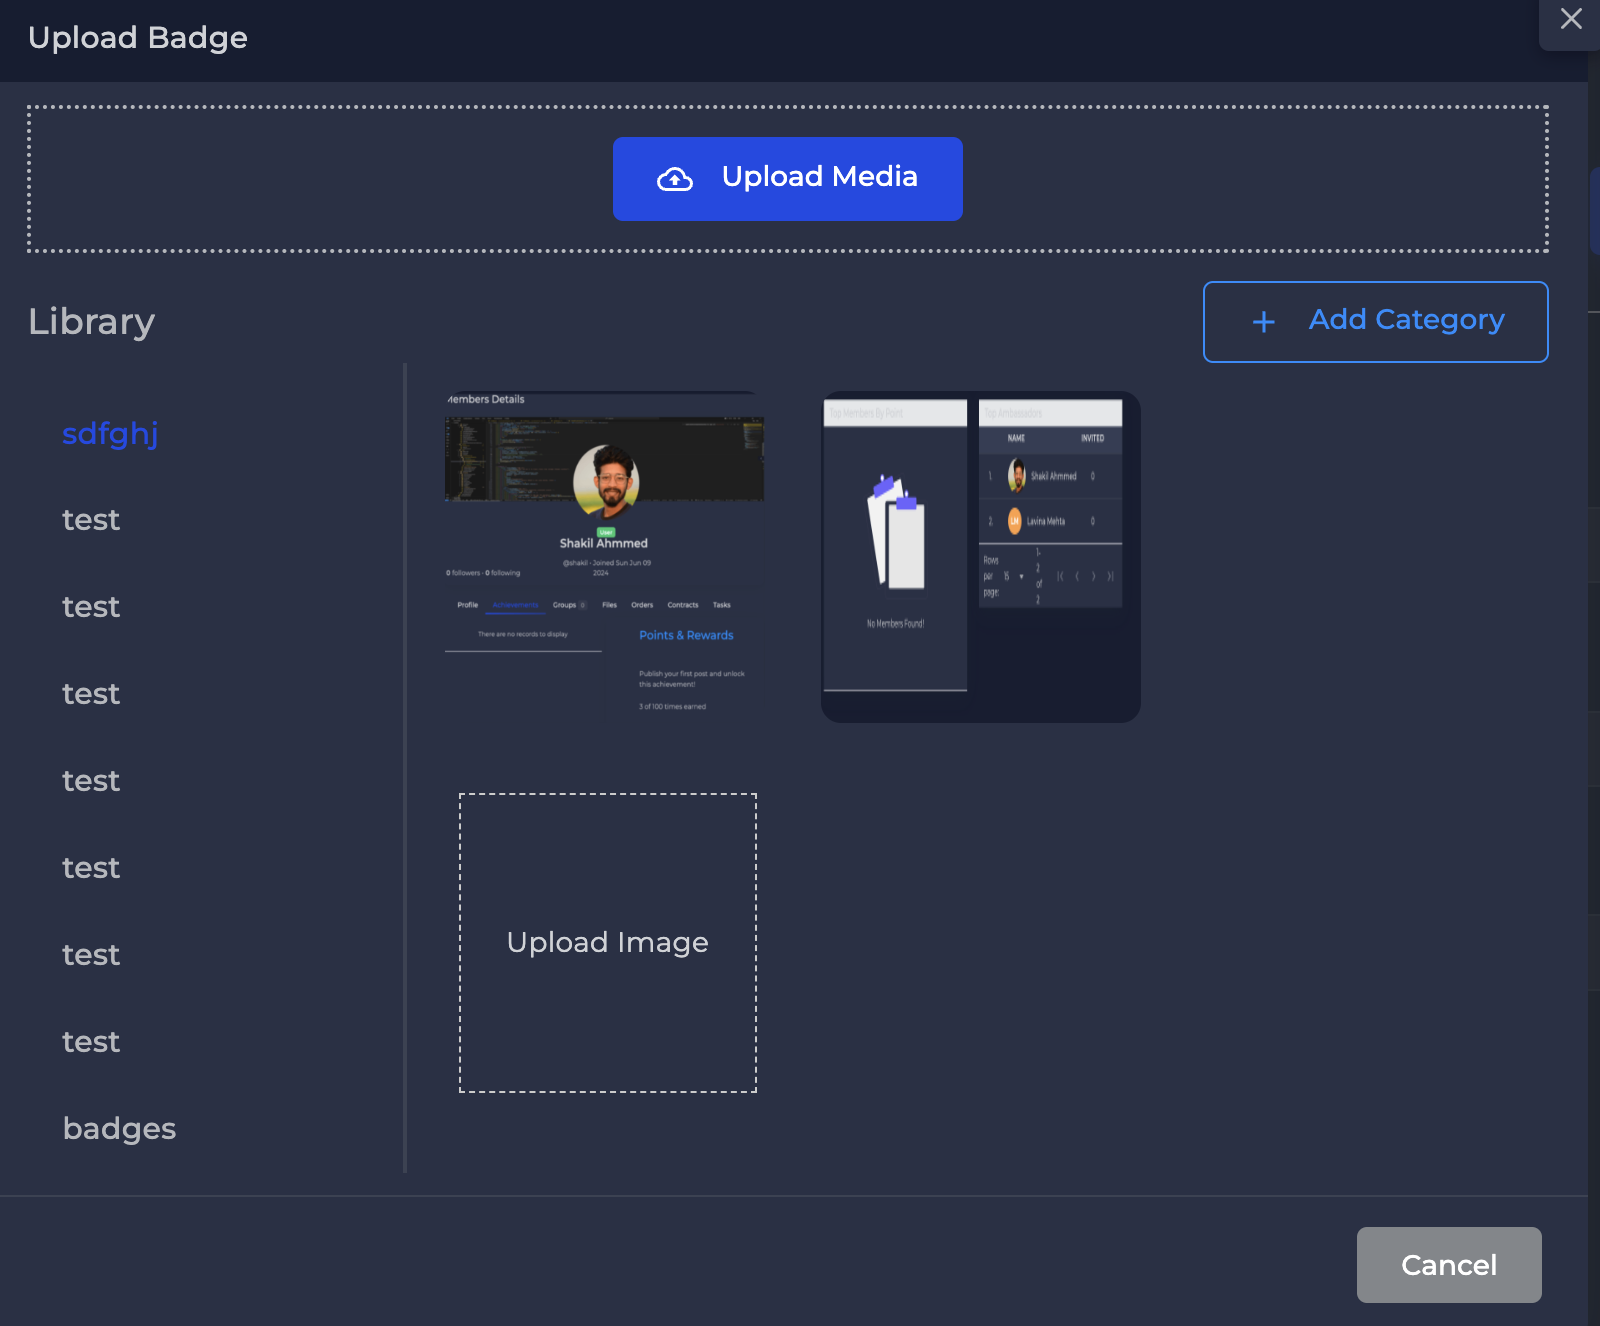 Upload Badge
Upload Media
Library
+ Add Category
sdfghj
test
test
test
test
test
test
test
badges
Members Details
User
Shakil Ahmmed
@shakil • Joined Sun Jun 09
2024
0 followers • 0 following
Profile Achievements Groups 0 Files Orders Contracts Tasks
There are no records to display
Points & Rewards
Publish your first post and unlock
this achievement!
3 of 100 times earned
Top Members By Point
No Members Found!
Top Ambassadors
NAME INVITED
1. Shakil Ahmmed 0
2. LM Lavina Mehta 0
Rows
per
page:
15
1-
2
of
2
Upload Image
Cancel